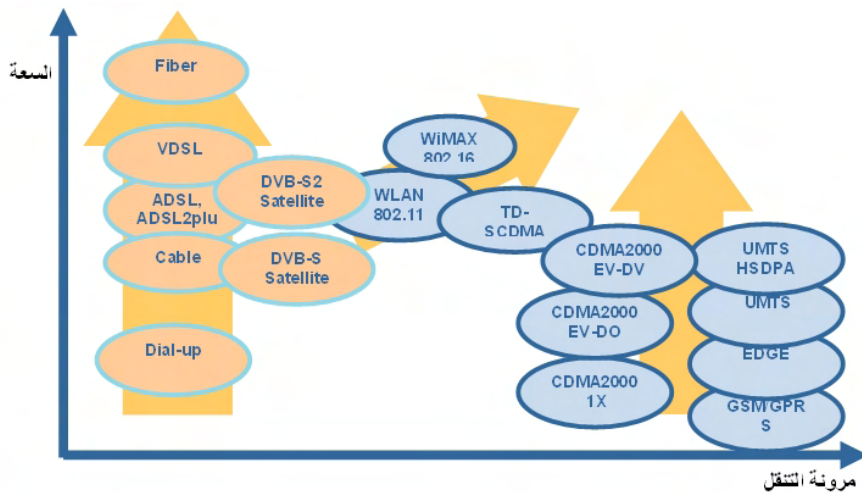 السعة
Fiber
VDSL
ADSL,
ADSL2plu
Cable
Dial-up
DVB-S2
Satellite
DVB-S
Satellite
WiMAX
802.16
WLAN
802.11
TD-
SCDMA
CDMA2000
EV-DV
CDMA2000
EV-DO
CDMA2000
1X
UMTS
HSDPA
UMTS
EDGE
GSM/GPR
S
مرونة التنقل